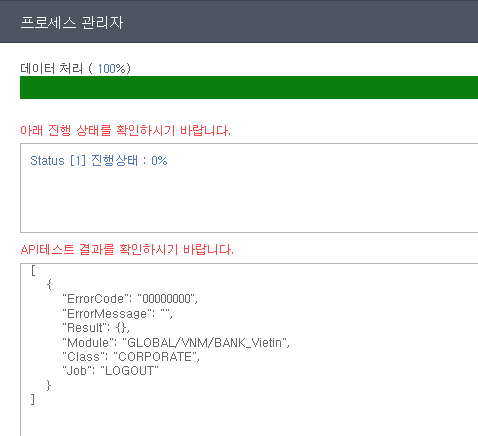 프로세스 관리자
데이터 처리 ( 100%)
아래 진행 상태를 확인하시기 바랍니다.
Status [1] 진행상태 : 0%
API테스트 결과를 확인하시기 바랍니다.
[
{
"ErrorCode": "00000000",
"ErrorMessage": "",
"Result": {},
"Module": "GLOBAL/VNM/BANK_Vietin",
"Class": "CORPORATE",
"Job": "LOGOUT"
}
]